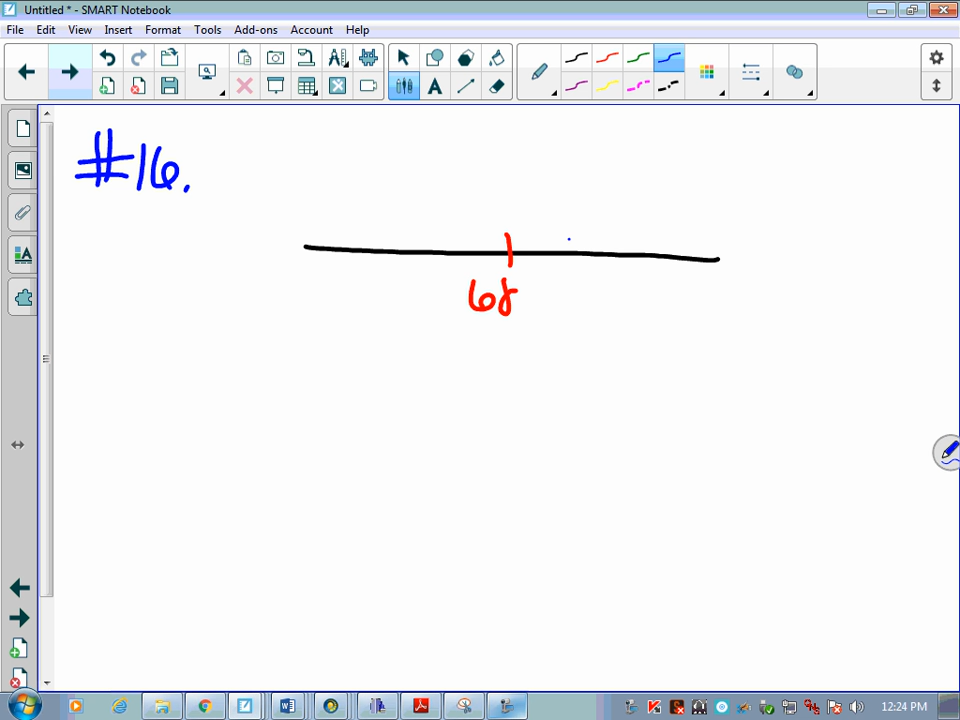 Untitled * - SMART Notebook
File Edit View Insert Format Tools Add-ons Account Help
#16.
68
12:24 PM